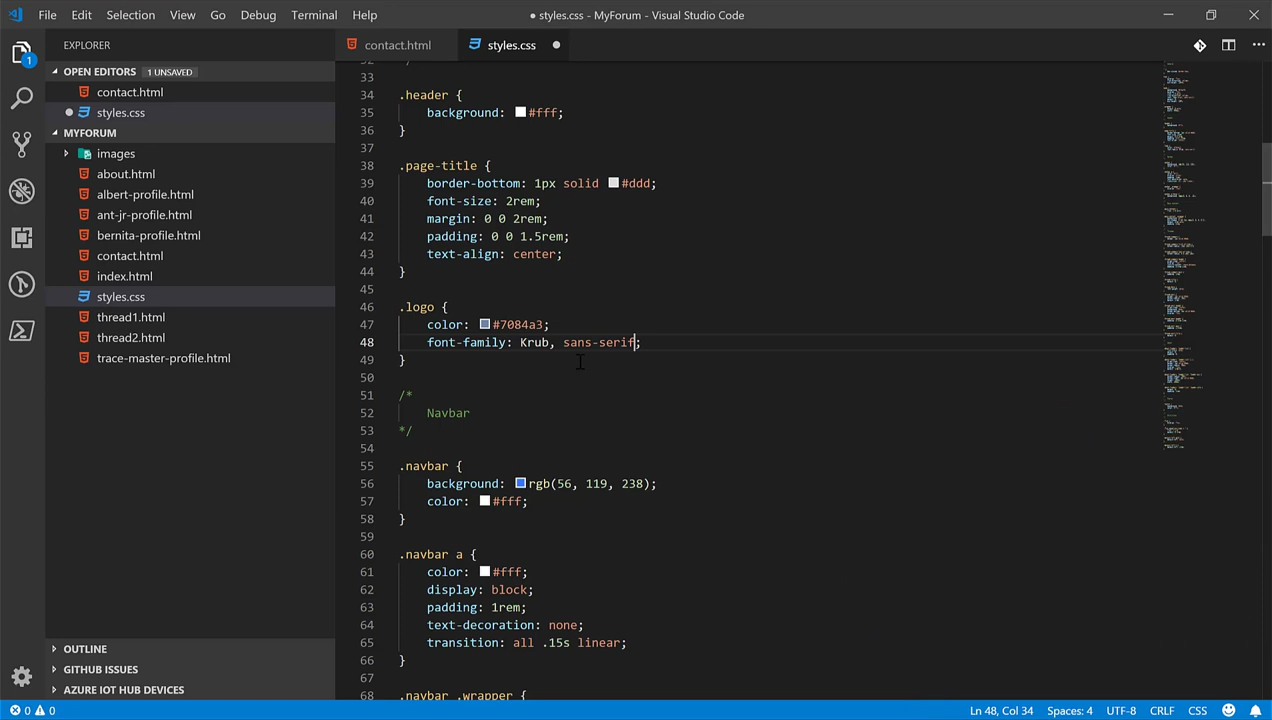 File Edit Selection View Go Debug Terminal Help
● styles.css - MyForum - Visual Studio Code
EXPLORER
OPEN EDITORS 1 UNSAVED
contact.html
styles.css
MYFORUM
images
about.html
albert-profile.html
ant-jr-profile.html
bernita-profile.html
contact.html
index.html
styles.css
thread1.html
thread2.html
trace-master-profile.html
OUTLINE
GITHUB ISSUES
AZURE IOT HUB DEVICES
1
contact.html
styles.css
33
34 .header {
35 background: #fff;
36 }
37
38 .page-title {
39 border-bottom: 1px solid #ddd;
40 font-size: 2rem;
41 margin: 0 0 2rem;
42 padding: 0 0 1.5rem;
43 text-align: center;
44 }
45
46 .logo {
47 color: #7084a3;
48 font-family: Krub, sans-serif;
49 }
50
51 /*
52 Navbar
53 */
54
55 .navbar {
56 background: rgb(56, 119, 238);
57 color: #fff;
58 }
59
60 .navbar a {
61 color: #fff;
62 display: block;
63 padding: 1rem;
64 text-decoration: none;
65 transition: all .15s linear;
66 }
67
68 .navbar .wrapper {
0 0
Ln 48, Col 34 Spaces: 4 UTF-8 CRLF CSS